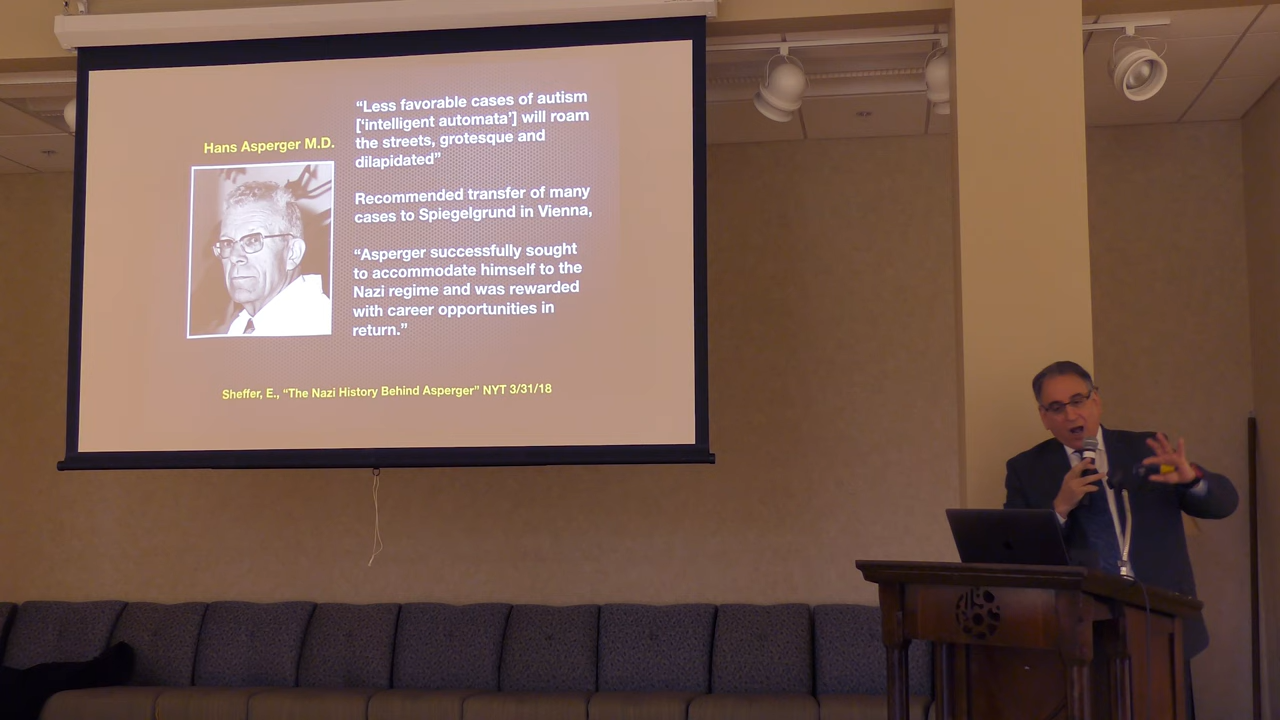 Hans Asperger M.D.
“Less favorable cases of autism
[‘intelligent automata’] will roam
the streets, grotesque and
dilapidated”
Recommended transfer of many
cases to Spiegelgrund in Vienna,
“Asperger successfully sought
to accommodate himself to the
Nazi regime and was rewarded
with career opportunities in
return.”
Sheffer, E., “The Nazi History Behind Asperger” NYT 3/31/18